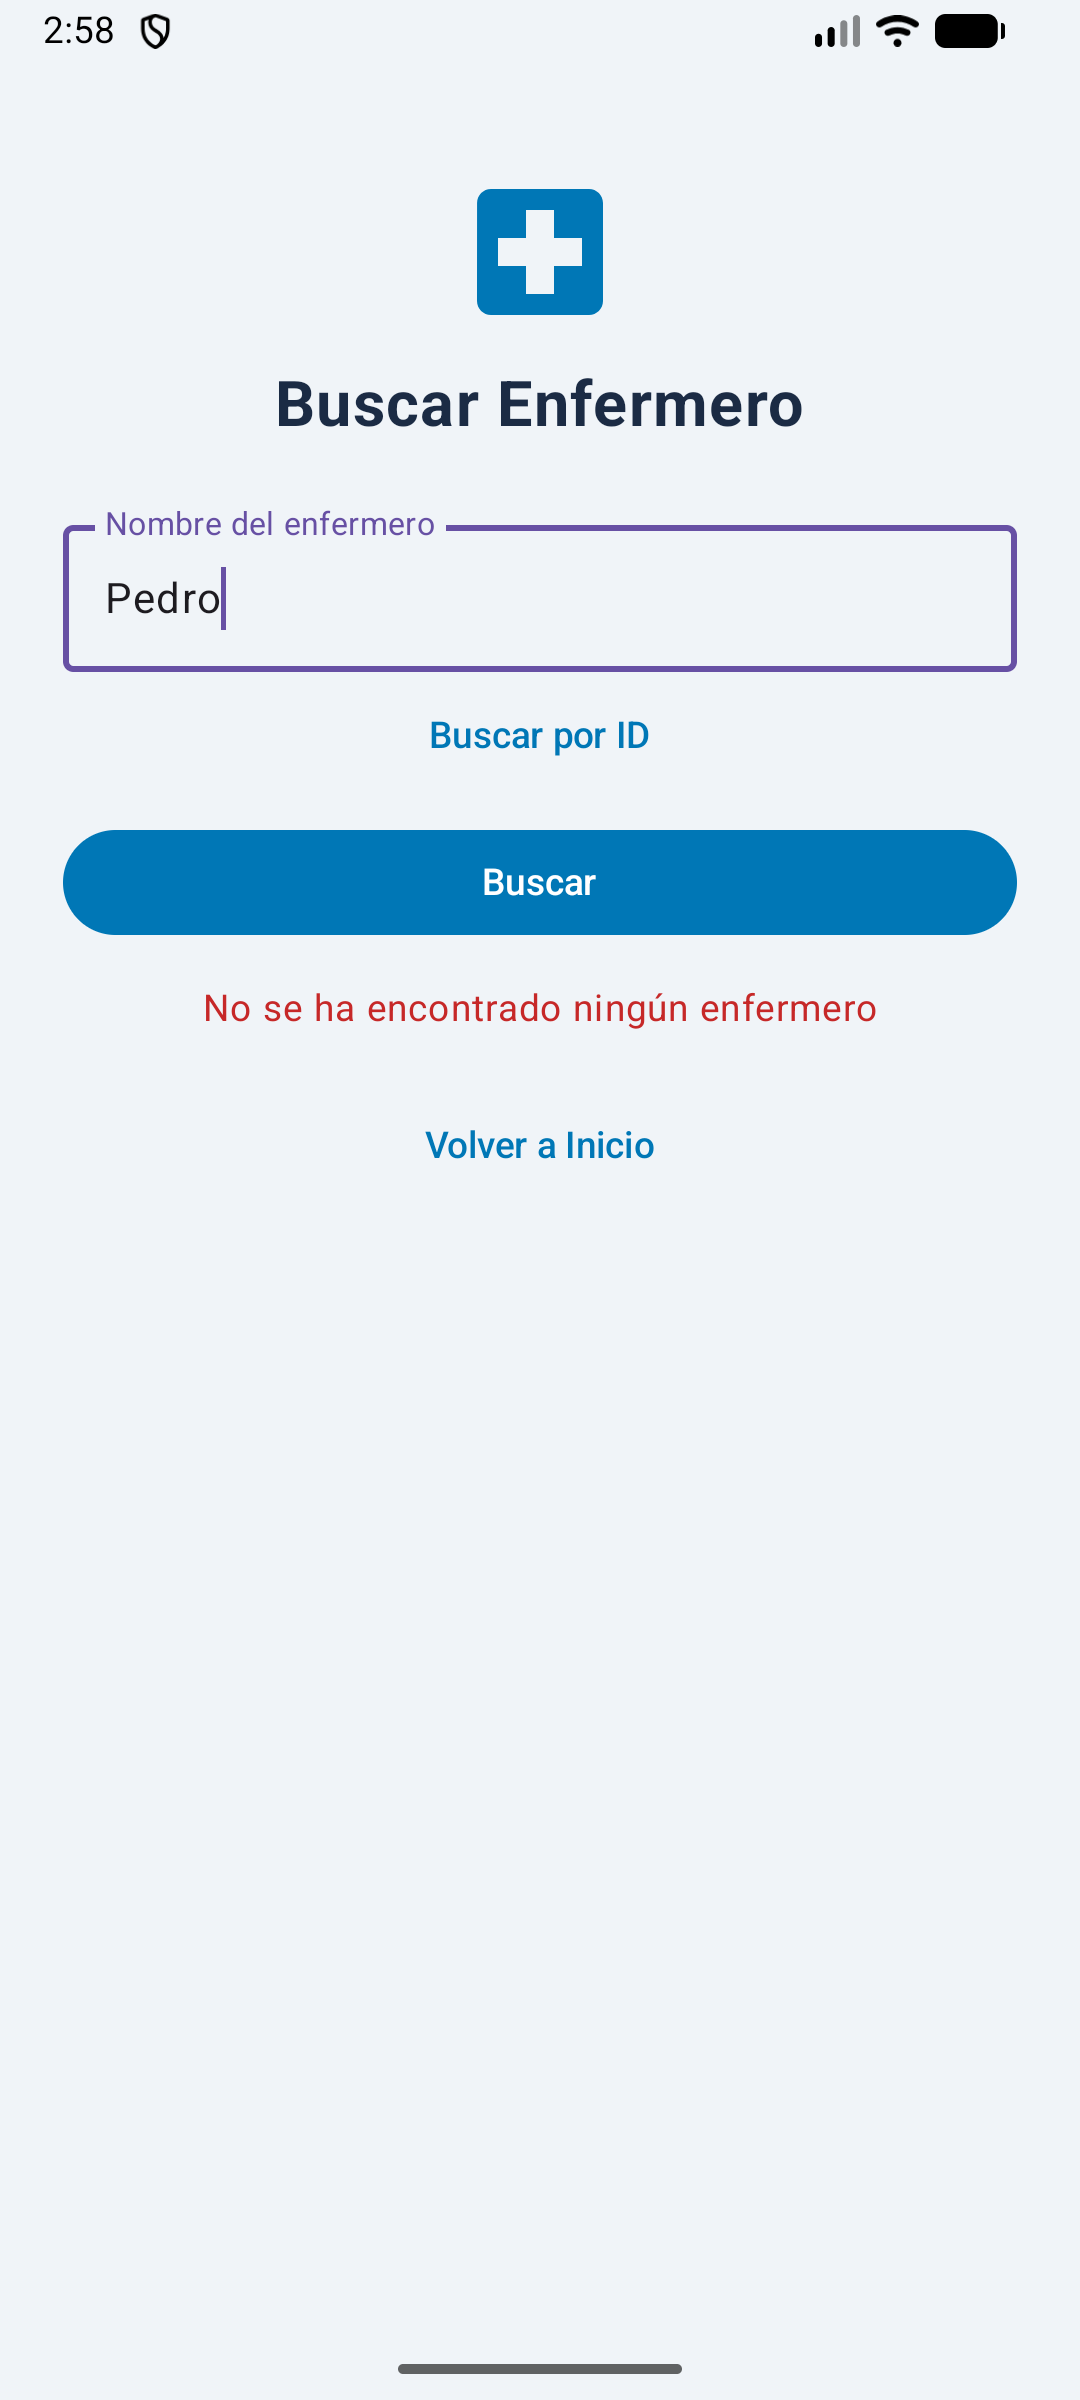 2:58
Buscar Enfermero
Nombre del enfermero
Pedro
Buscar por ID
Buscar
No se ha encontrado ningún enfermero
Volver a Inicio